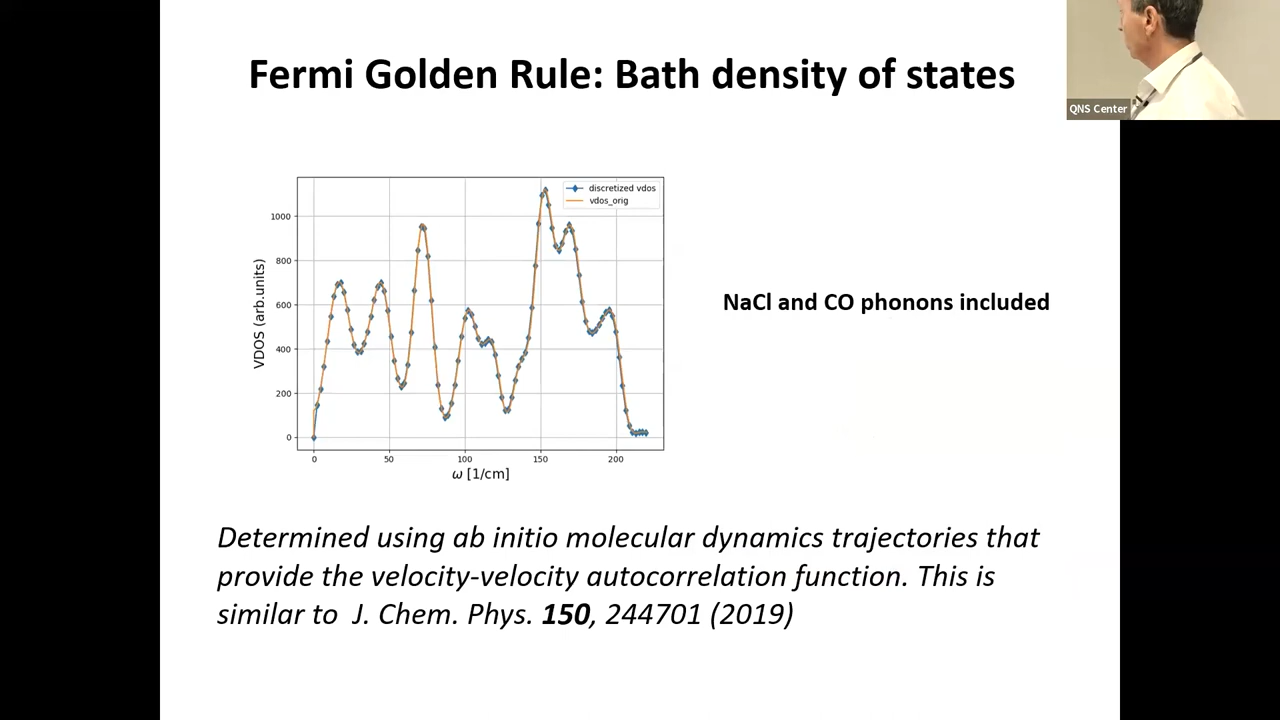 Fermi Golden Rule: Bath density of states
QNS Center
discretized vdos
vdos_orig
VDOS (arb.units)
1000
800
600
400
200
0
0 50 100 150 200
ω [1/cm]
NaCl and CO phonons included
Determined using ab initio molecular dynamics trajectories that
provide the velocity-velocity autocorrelation function. This is
similar to J. Chem. Phys. 150, 244701 (2019)